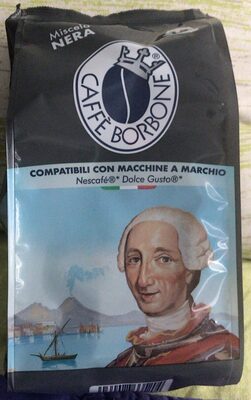 Miscela
NERA
CAFFÈ BORBONE
COMPATIBILI CON MACCHINE A MARCHIO
Nescafé®* Dolce Gusto®*